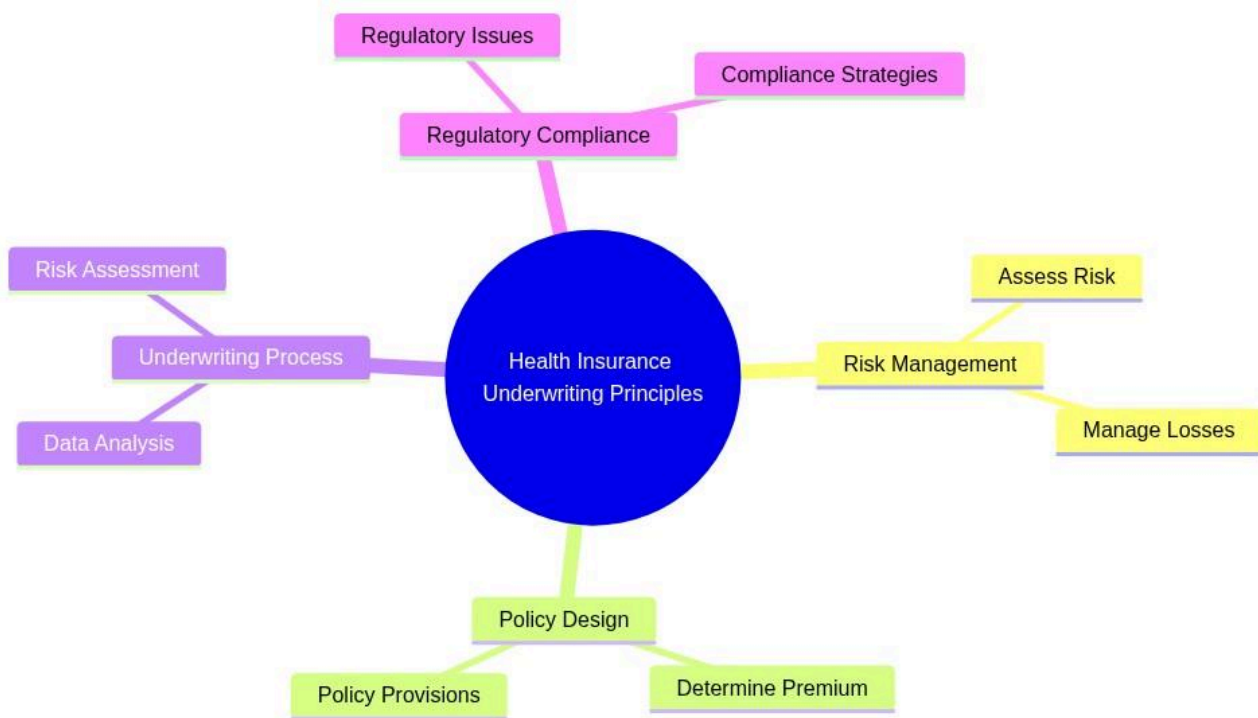 Regulatory Issues
Compliance Strategies
Regulatory Compliance
Risk Assessment
Assess Risk
Underwriting Process
Health Insurance
Underwriting Principles
Risk Management
Data Analysis
Manage Losses
Policy Design
Policy Provisions
Determine Premium